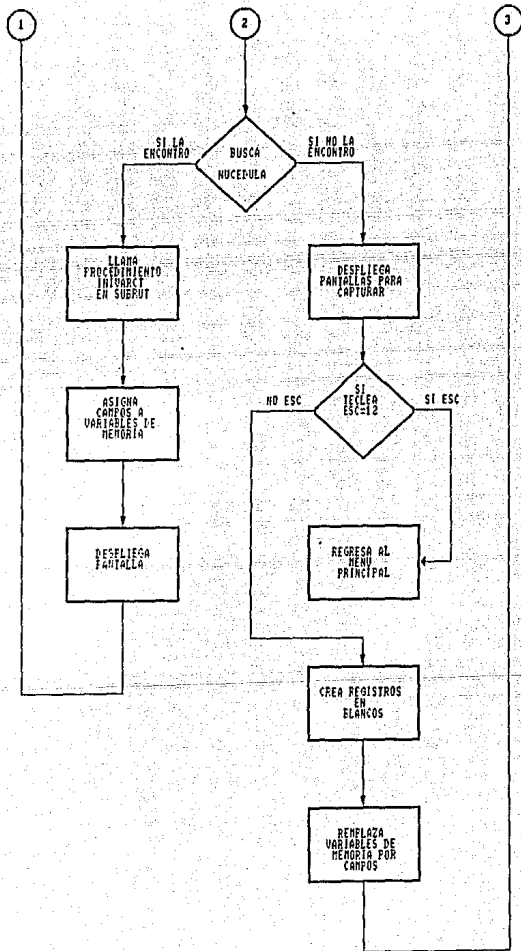 1
2
3
SI LA
ENCONTRO
BUSCA
NUCEDULA
SI NO LA
ENCONTRO
LLAMA
PROCEDIMIENTO
INIVARCT
EN SUBRUT
DESPLIEGA
PANTALLAS PARA
CAPTURAR
ASIGNA
CAMPOS A
VARIABLES DE
MEMORIA
NO ESC
SI
TECLEA
ESC=12
SI ESC
DESPLIEGA
PANTALLA
REGRESA AL
MENU
PRINCIPAL
CREA REGISTROS
EN
BLANCOS
REMPLAZA
VARIABLES DE
MEMORIA POR
CAMPOS